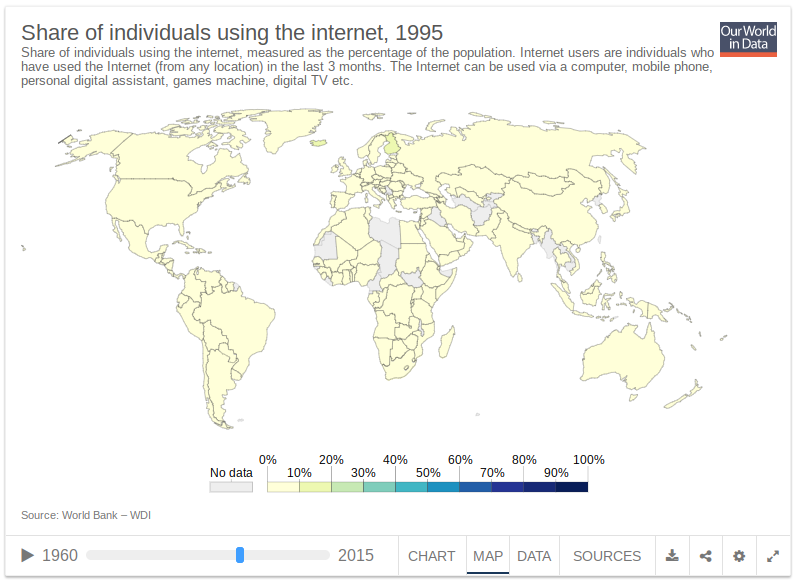 Share of individuals using the internet, 1995
Our World
in Data
Share of individuals using the internet, measured as the percentage of the population. Internet users are individuals who
have used the Internet (from any location) in the last 3 months. The Internet can be used via a computer, mobile phone,
personal digital assistant, games machine, digital TV etc.
0% 20% 40% 60% 80% 100%
No data 10% 30% 50% 70% 90%
Source: World Bank – WDI
1960 2015 CHART MAP DATA SOURCES